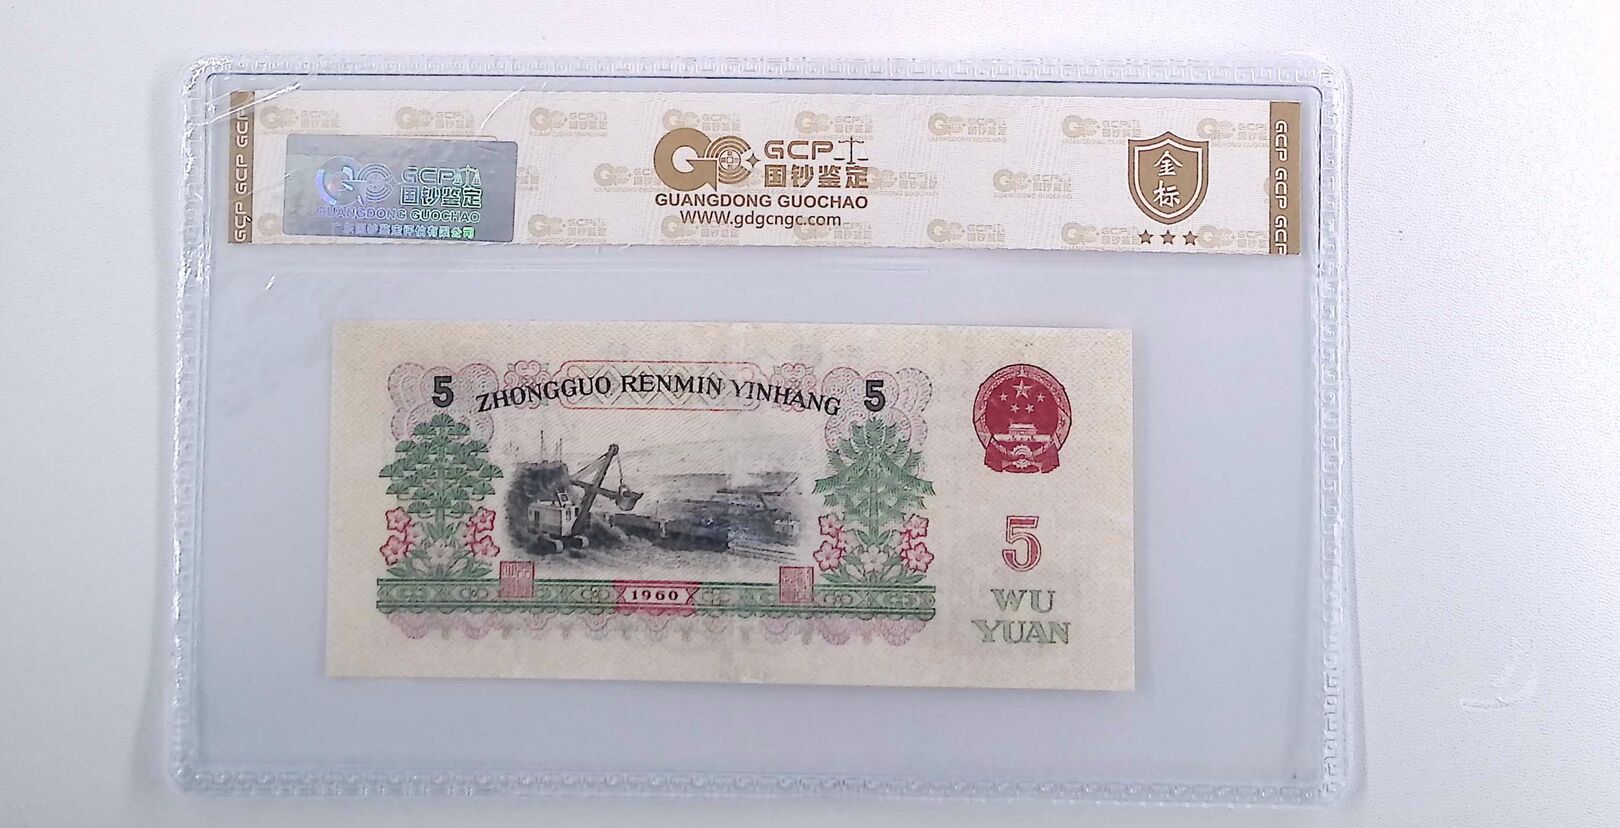 GCP GCP GCP
GCP
国钞鉴定
GUANGDONG GUOCHAO
GCP
国钞鉴定
GUANGDONG GUOCHAO
WWW.gdgcngc.com
金
标
GCP GCP GCP
5 ZHONGGUO RENMIN YINHANG 5
1960
5
WU
YUAN